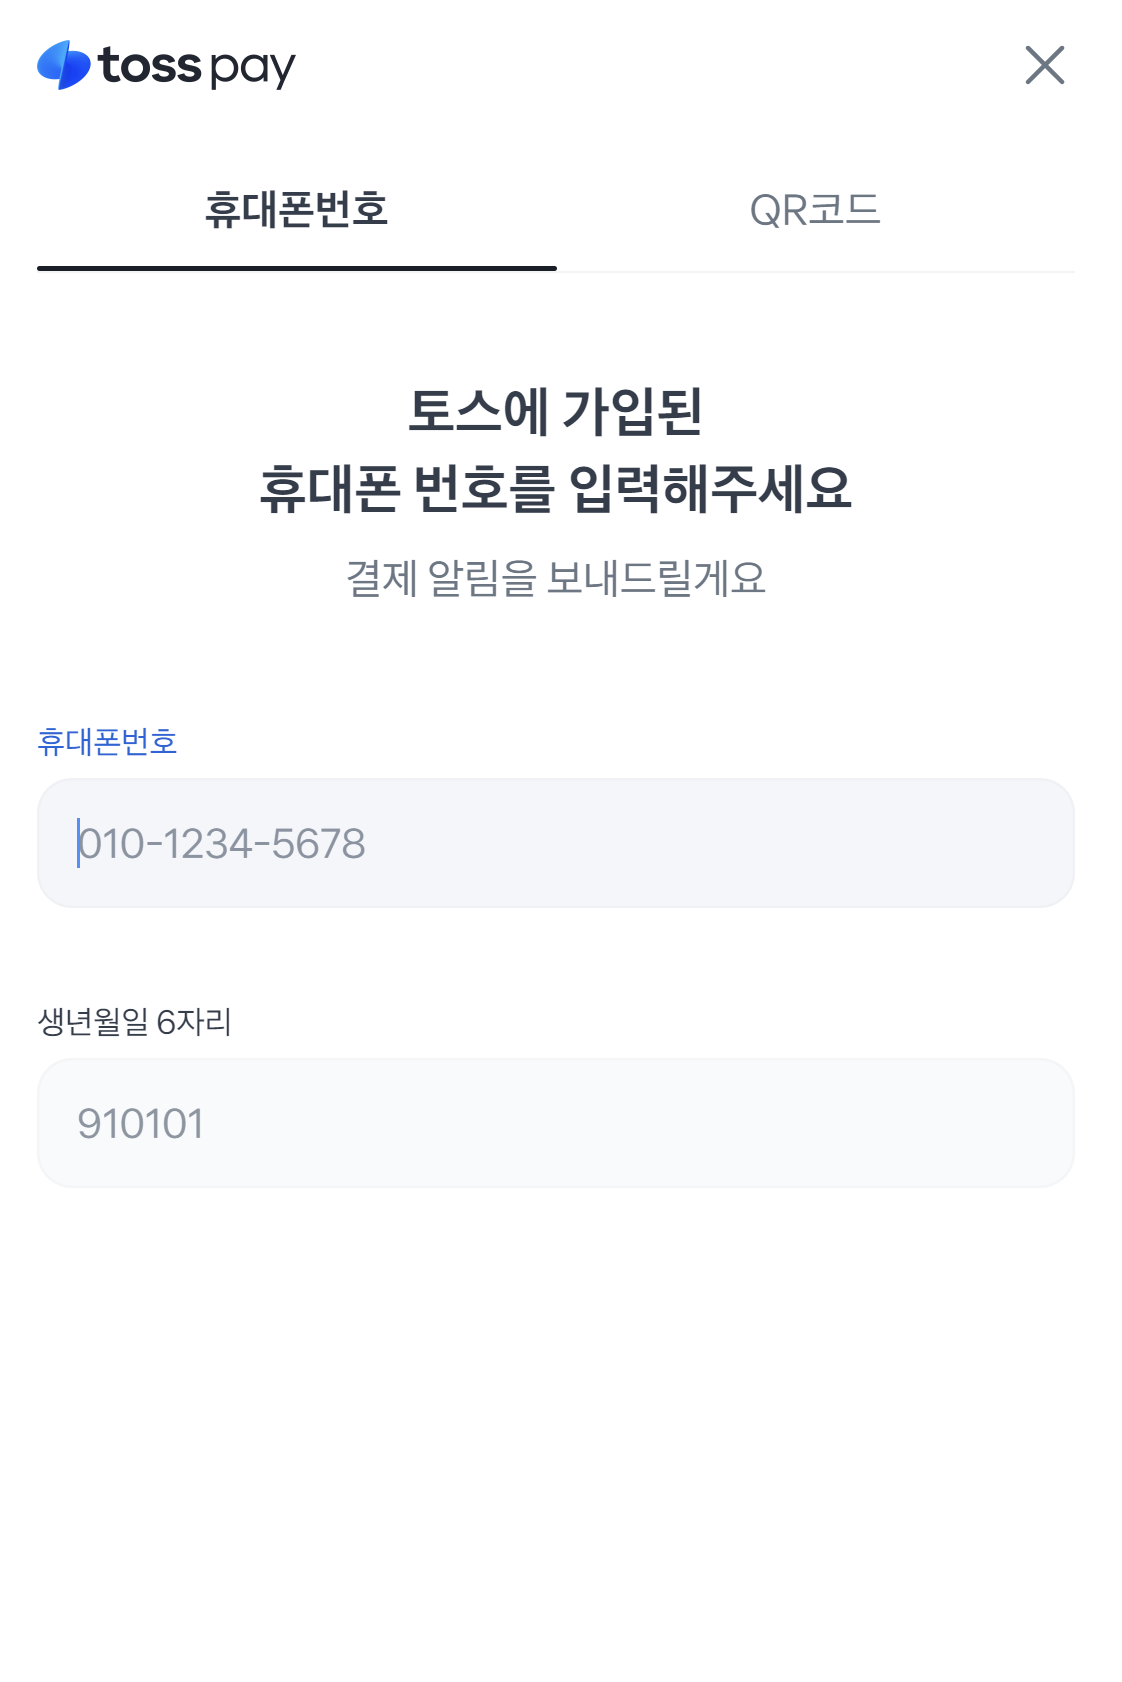 toss pay
휴대폰번호
QR코드
토스에 가입된
휴대폰 번호를 입력해주세요
결제 알림을 보내드릴게요
휴대폰번호
010-1234-5678
생년월일 6자리
910101